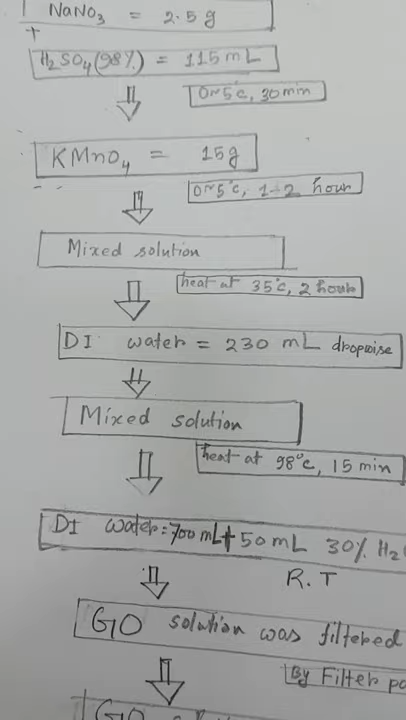 NaNO₃ = 2.5 g
+
H₂SO₄ (98%) = 115 mL
0~5°c, 30 min
KMnO₄ = 15g
0~5°c, 1-2 hour
Mixed solution
heat at 35°c, 2 hour
DI water = 230 mL dropwise
Mixed solution
heat at 98°c, 15 min
DI water = 700 mL + 50 mL 30% H₂
R.T
GO solution was filtered
By Filter
GO